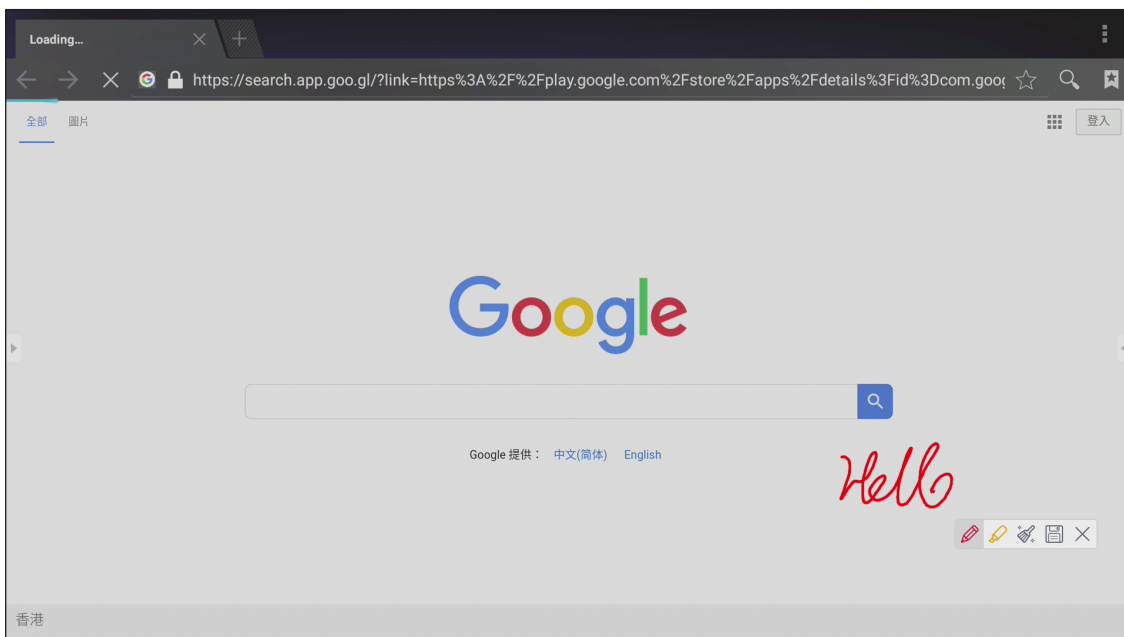 Loading...
https://search.app.goo.gl/?link=https%3A%2F%2Fplay.google.com%2Fstore%2Fapps%2Fdetails%3Fid%3Dcom.goog
全部 圖片 登入
Google
Google 提供： 中文(简体) English
Hello
香港